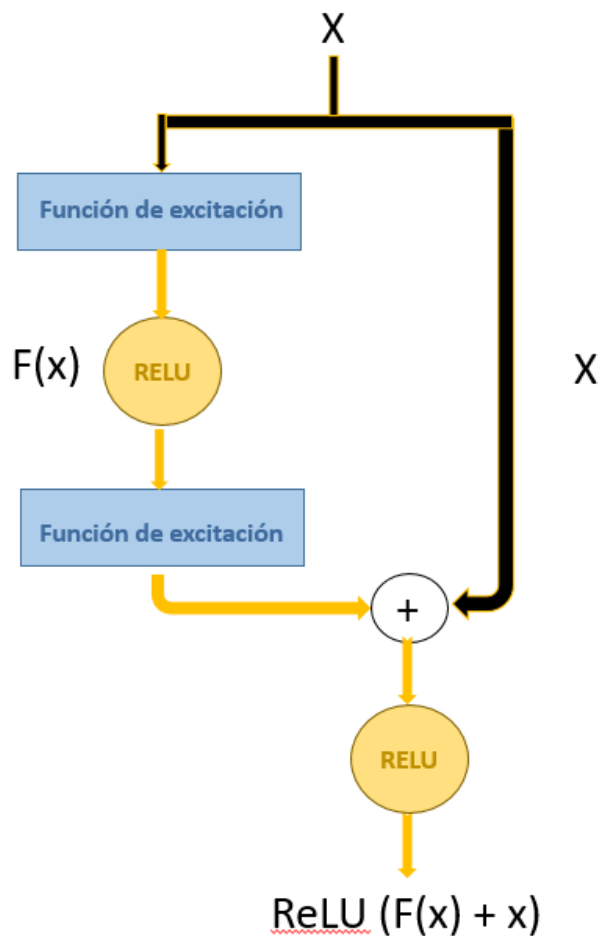 X
Función de excitación
F(x)
RELU
X
Función de excitación
+
RELU
ReLU (F(x) + x)